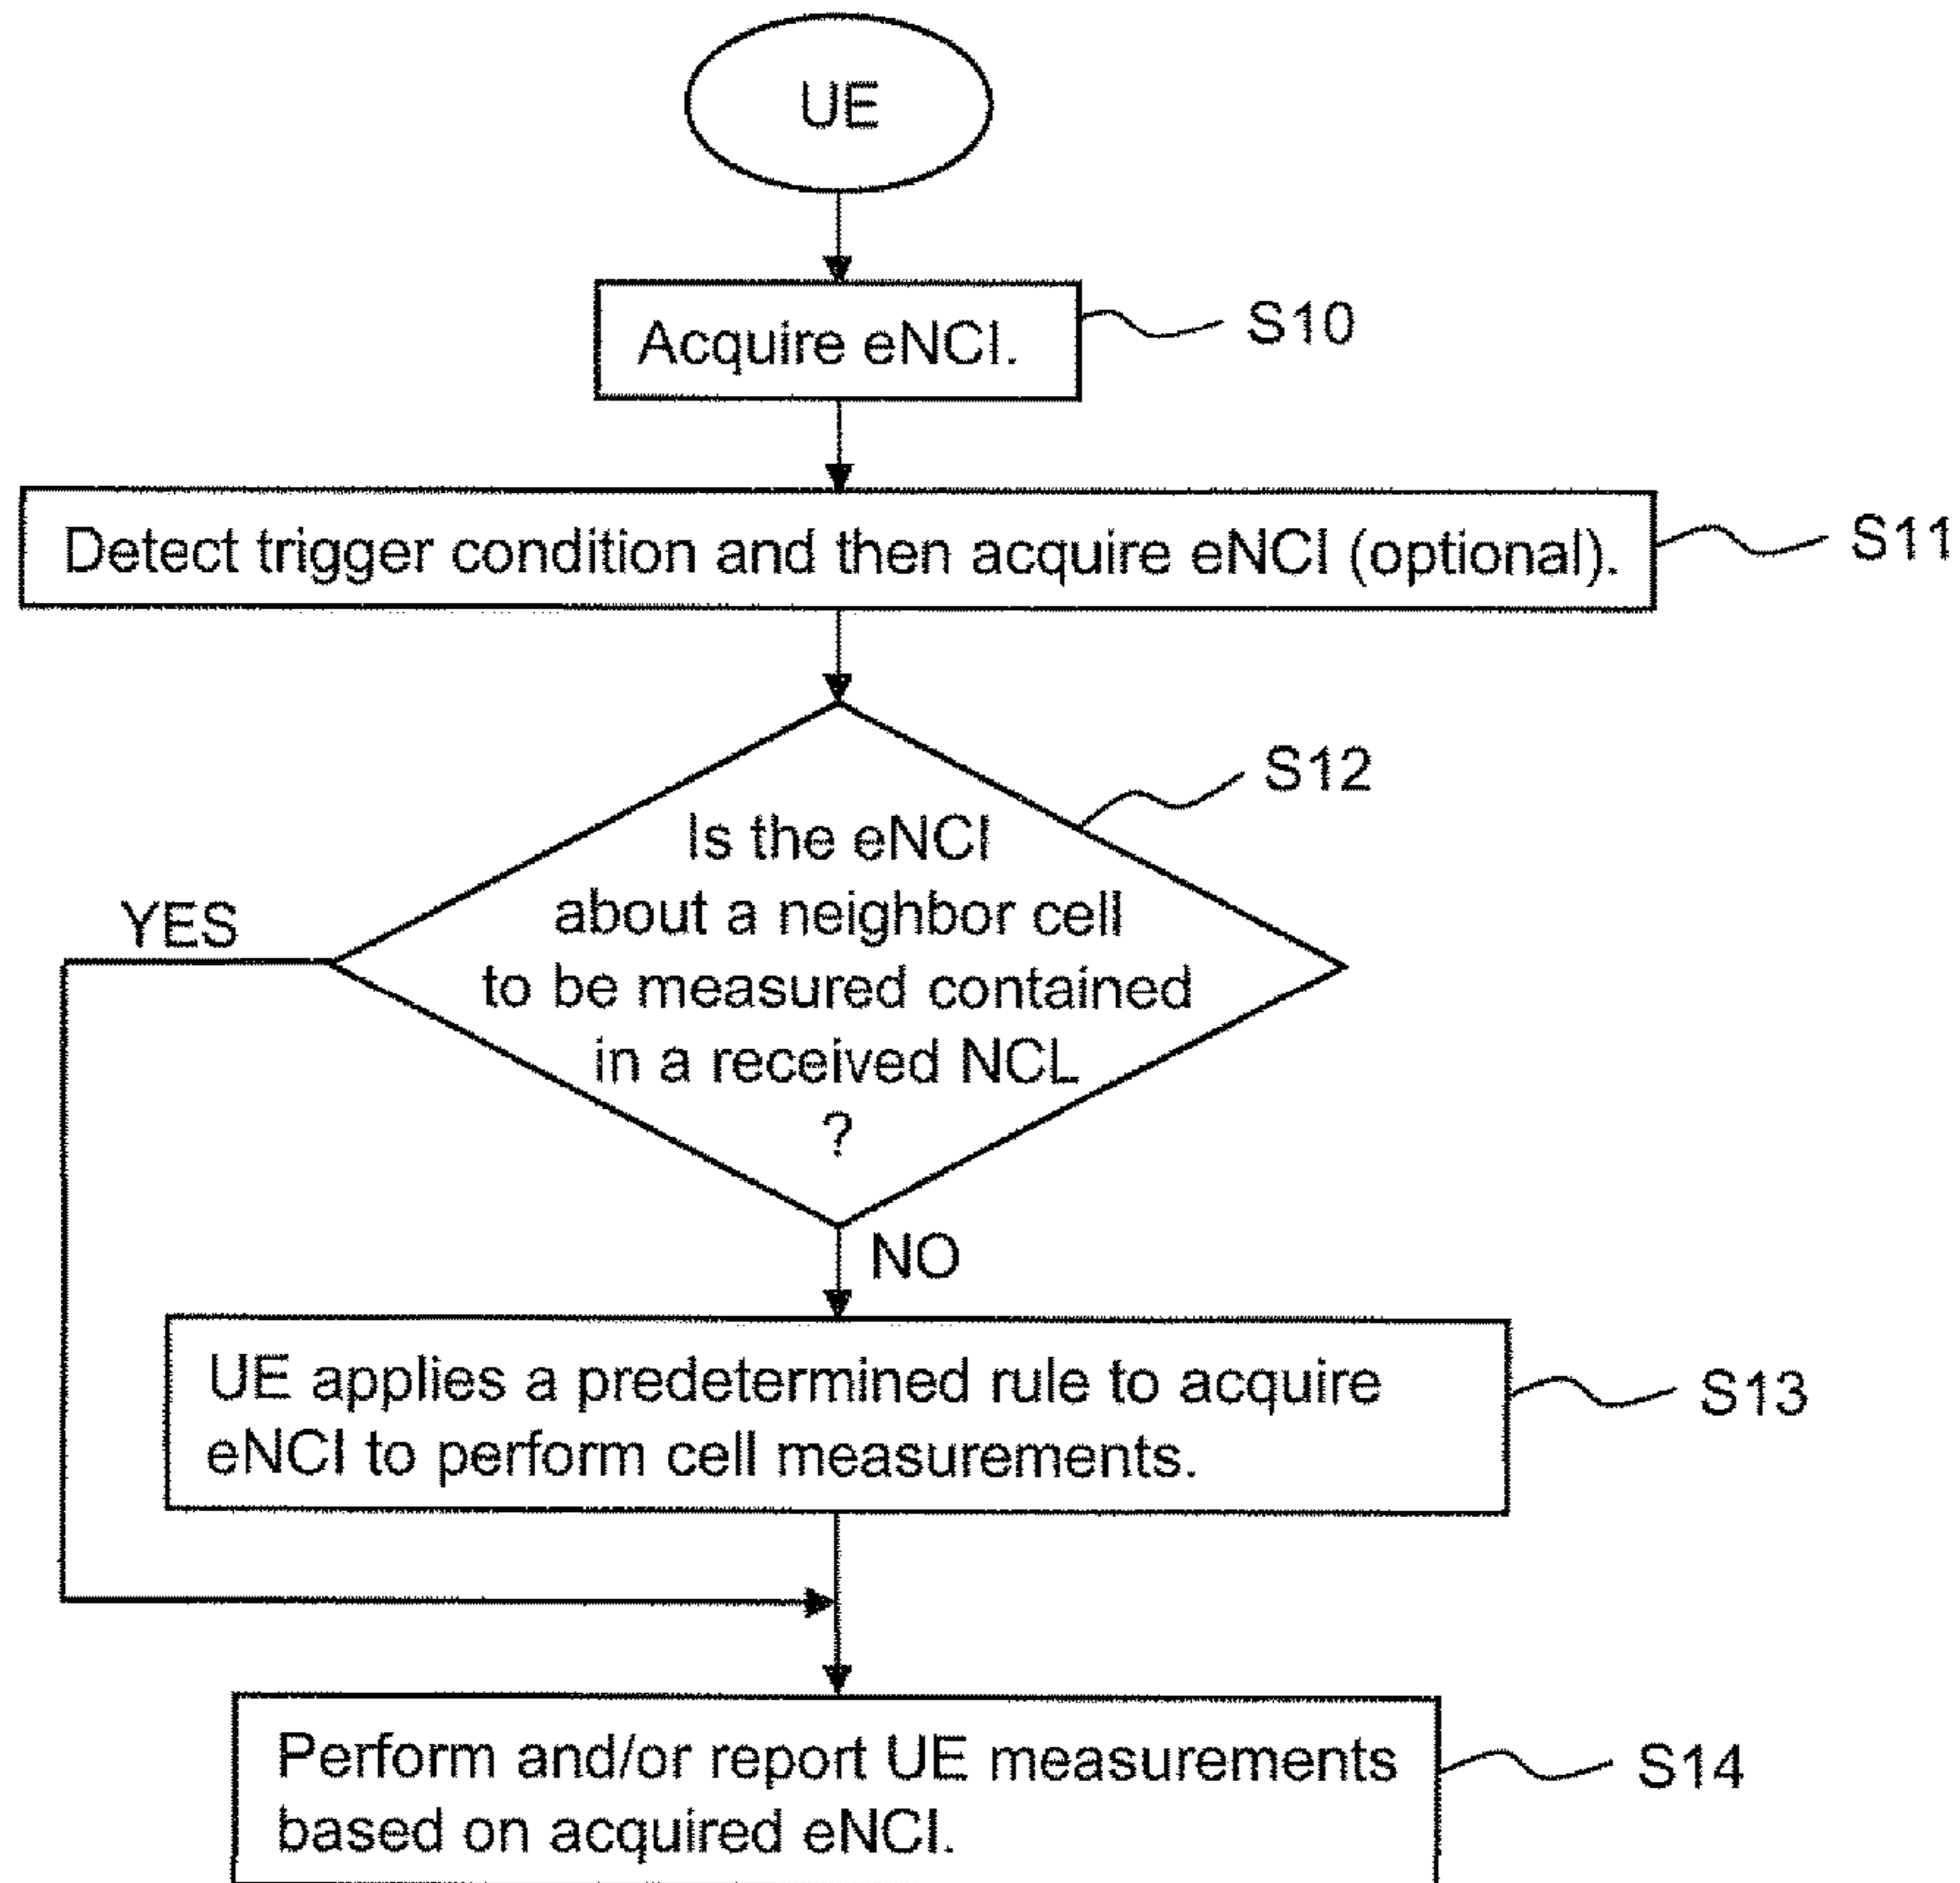 UE
Acquire eNCI.
S10
Detect trigger condition and then acquire eNCI (optional).
S11
S12
Is the eNCI
about a neighbor cell
to be measured contained
in a received NCL
?
YES
NO
UE applies a predetermined rule to acquire
eNCI to perform cell measurements.
S13
Perform and/or report UE measurements
based on acquired eNCI.
S14